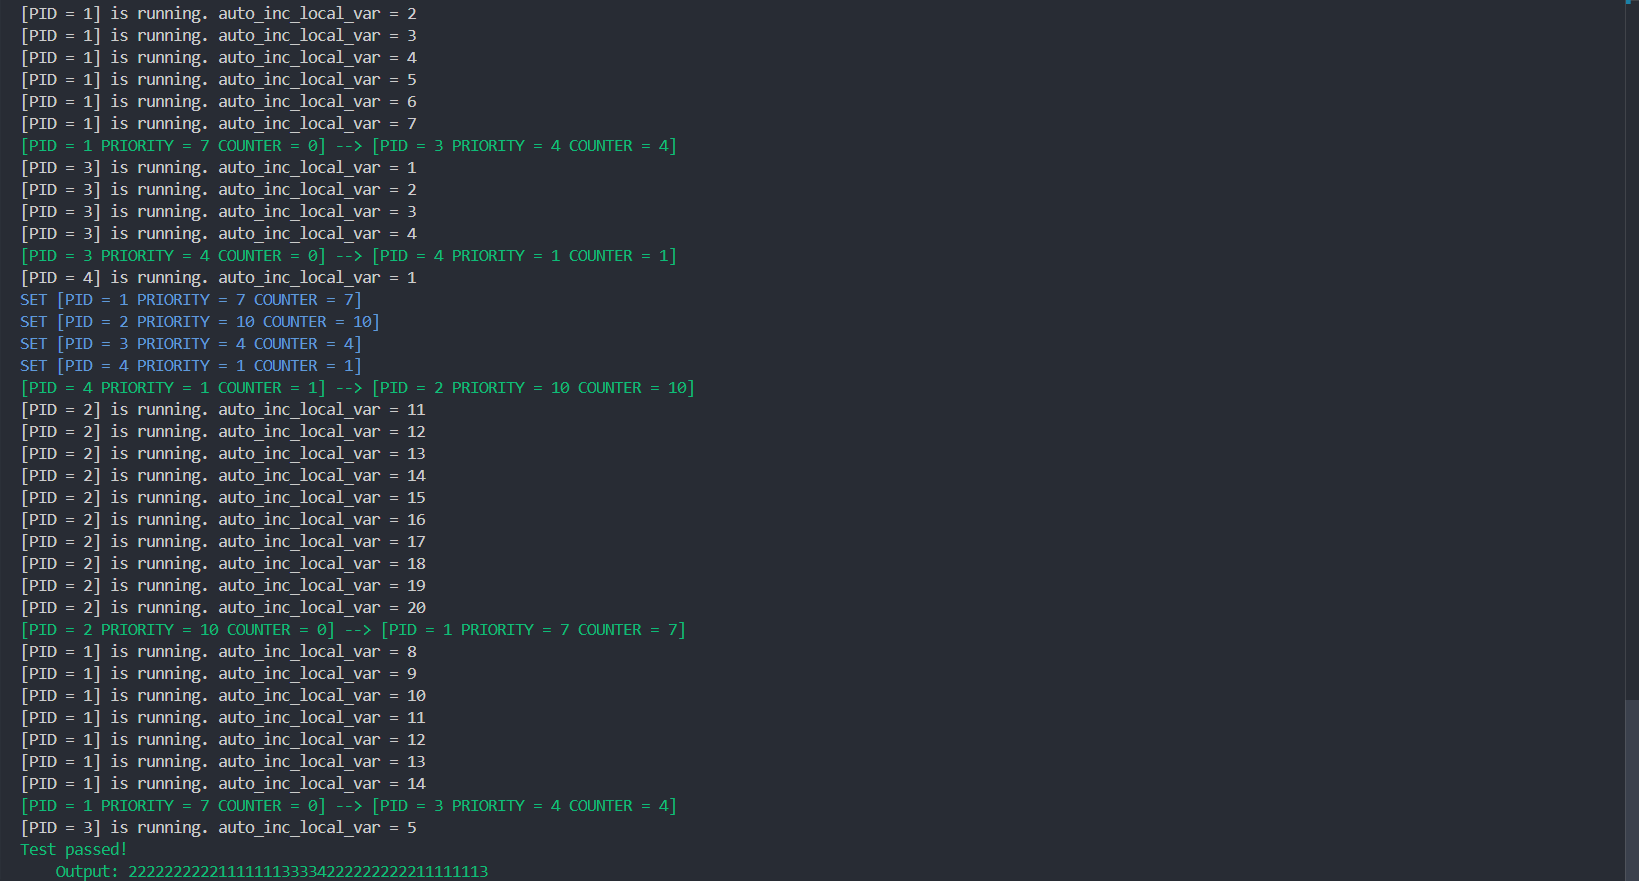 [PID = 1] is running. auto_inc_local_var = 2
[PID = 1] is running. auto_inc_local_var = 3
[PID = 1] is running. auto_inc_local_var = 4
[PID = 1] is running. auto_inc_local_var = 5
[PID = 1] is running. auto_inc_local_var = 6
[PID = 1] is running. auto_inc_local_var = 7
[PID = 1 PRIORITY = 7 COUNTER = 0] --> [PID = 3 PRIORITY = 4 COUNTER = 4]
[PID = 3] is running. auto_inc_local_var = 1
[PID = 3] is running. auto_inc_local_var = 2
[PID = 3] is running. auto_inc_local_var = 3
[PID = 3] is running. auto_inc_local_var = 4
[PID = 3 PRIORITY = 4 COUNTER = 0] --> [PID = 4 PRIORITY = 1 COUNTER = 1]
[PID = 4] is running. auto_inc_local_var = 1
SET [PID = 1 PRIORITY = 7 COUNTER = 7]
SET [PID = 2 PRIORITY = 10 COUNTER = 10]
SET [PID = 3 PRIORITY = 4 COUNTER = 4]
SET [PID = 4 PRIORITY = 1 COUNTER = 1]
[PID = 4 PRIORITY = 1 COUNTER = 1] --> [PID = 2 PRIORITY = 10 COUNTER = 10]
[PID = 2] is running. auto_inc_local_var = 11
[PID = 2] is running. auto_inc_local_var = 12
[PID = 2] is running. auto_inc_local_var = 13
[PID = 2] is running. auto_inc_local_var = 14
[PID = 2] is running. auto_inc_local_var = 15
[PID = 2] is running. auto_inc_local_var = 16
[PID = 2] is running. auto_inc_local_var = 17
[PID = 2] is running. auto_inc_local_var = 18
[PID = 2] is running. auto_inc_local_var = 19
[PID = 2] is running. auto_inc_local_var = 20
[PID = 2 PRIORITY = 10 COUNTER = 0] --> [PID = 1 PRIORITY = 7 COUNTER = 7]
[PID = 1] is running. auto_inc_local_var = 8
[PID = 1] is running. auto_inc_local_var = 9
[PID = 1] is running. auto_inc_local_var = 10
[PID = 1] is running. auto_inc_local_var = 11
[PID = 1] is running. auto_inc_local_var = 12
[PID = 1] is running. auto_inc_local_var = 13
[PID = 1] is running. auto_inc_local_var = 14
[PID = 1 PRIORITY = 7 COUNTER = 0] --> [PID = 3 PRIORITY = 4 COUNTER = 4]
[PID = 3] is running. auto_inc_local_var = 5
Test passed!
Output: 2222222222111111133334222222222211111113